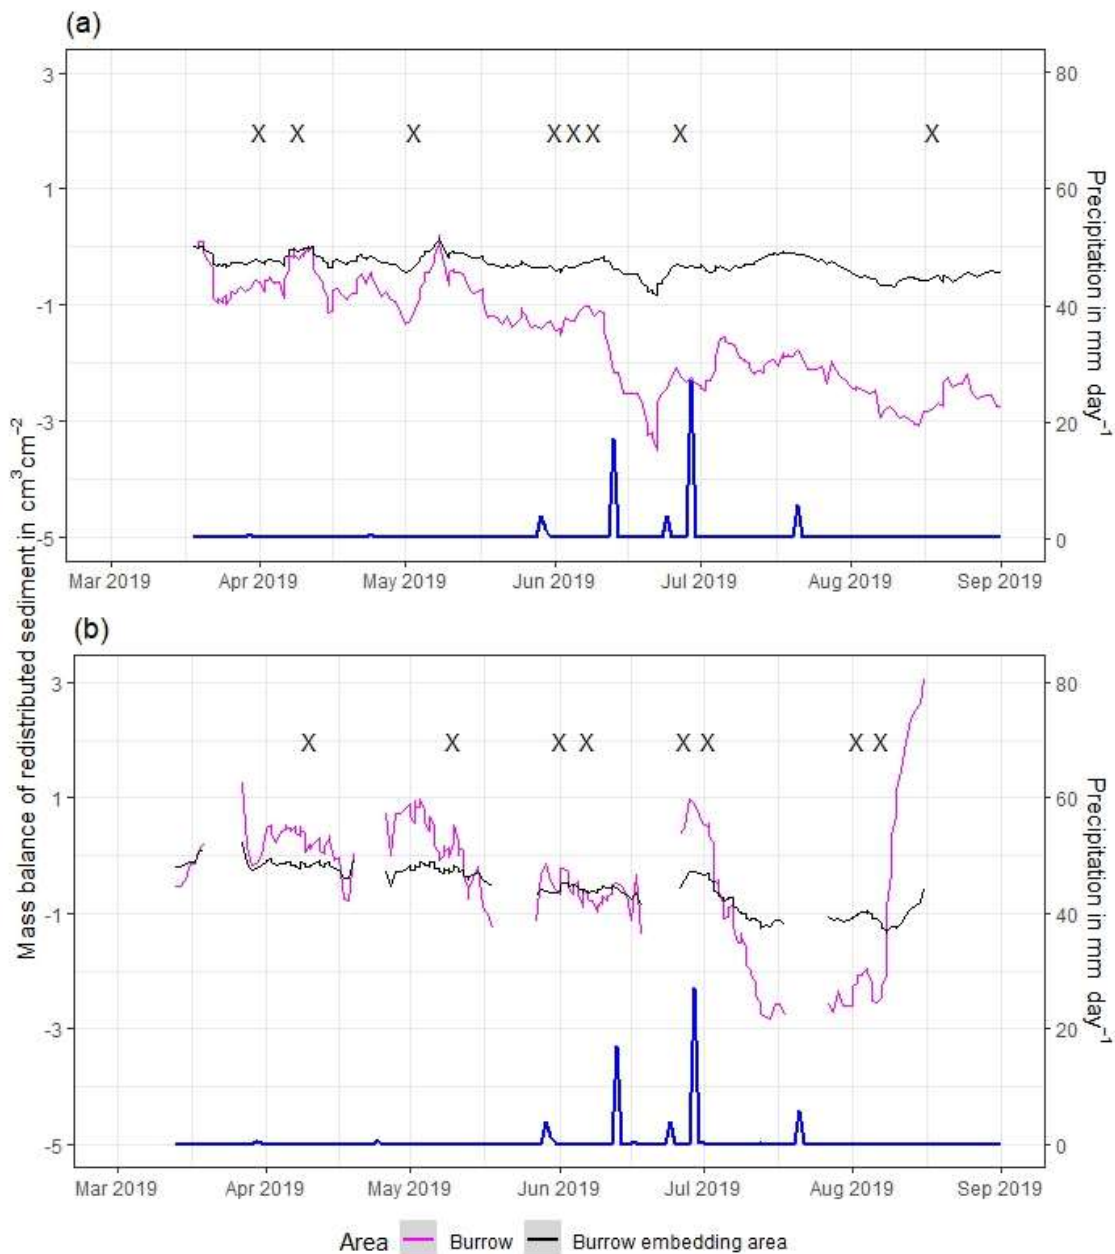 (a)
3
1
-1
-3
-5
80
60
40
20
0
X X X X X X X X
Mar 2019 Apr 2019 May 2019 Jun 2019 Jul 2019 Aug 2019 Sep 2019
Precipitation in mm day⁻¹
Mass balance of redistributed sediment in cm³ cm⁻²
(b)
3
1
-1
-3
-5
80
60
40
20
0
X X X X X X X X
Mar 2019 Apr 2019 May 2019 Jun 2019 Jul 2019 Aug 2019 Sep 2019
Precipitation in mm day⁻¹
Area Burrow Burrow embedding area